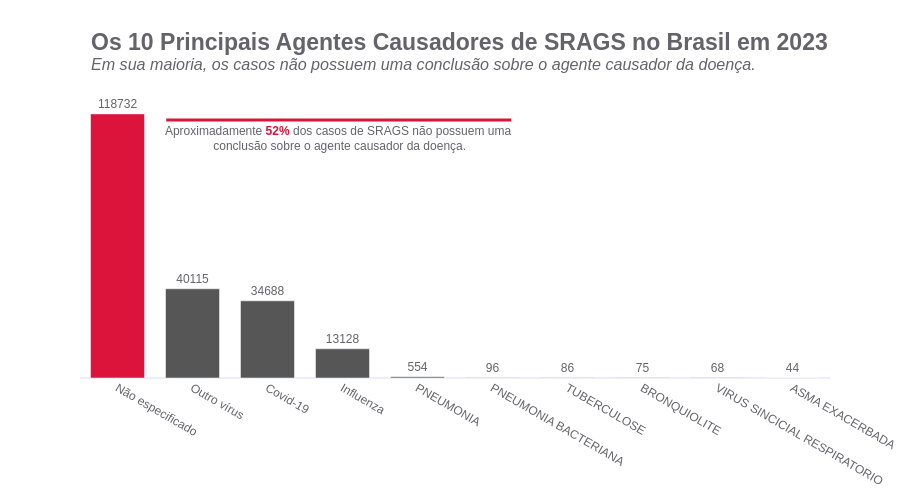 Os 10 Principais Agentes Causadores de SRAGS no Brasil em 2023
Em sua maioria, os casos não possuem uma conclusão sobre o agente causador da doença.
118732
Aproximadamente 52% dos casos de SRAGS não possuem uma
conclusão sobre o agente causador da doença.
40115
34688
13128
554
96
86
75
68
44
Não especificado
Outro vírus
Covid-19
Influenza
PNEUMONIA
PNEUMONIA BACTERIANA
TUBERCULOSE
BRONQUIOLITE
VIRUS SINCICIAL RESPIRATORIO
ASMA EXACERBADA